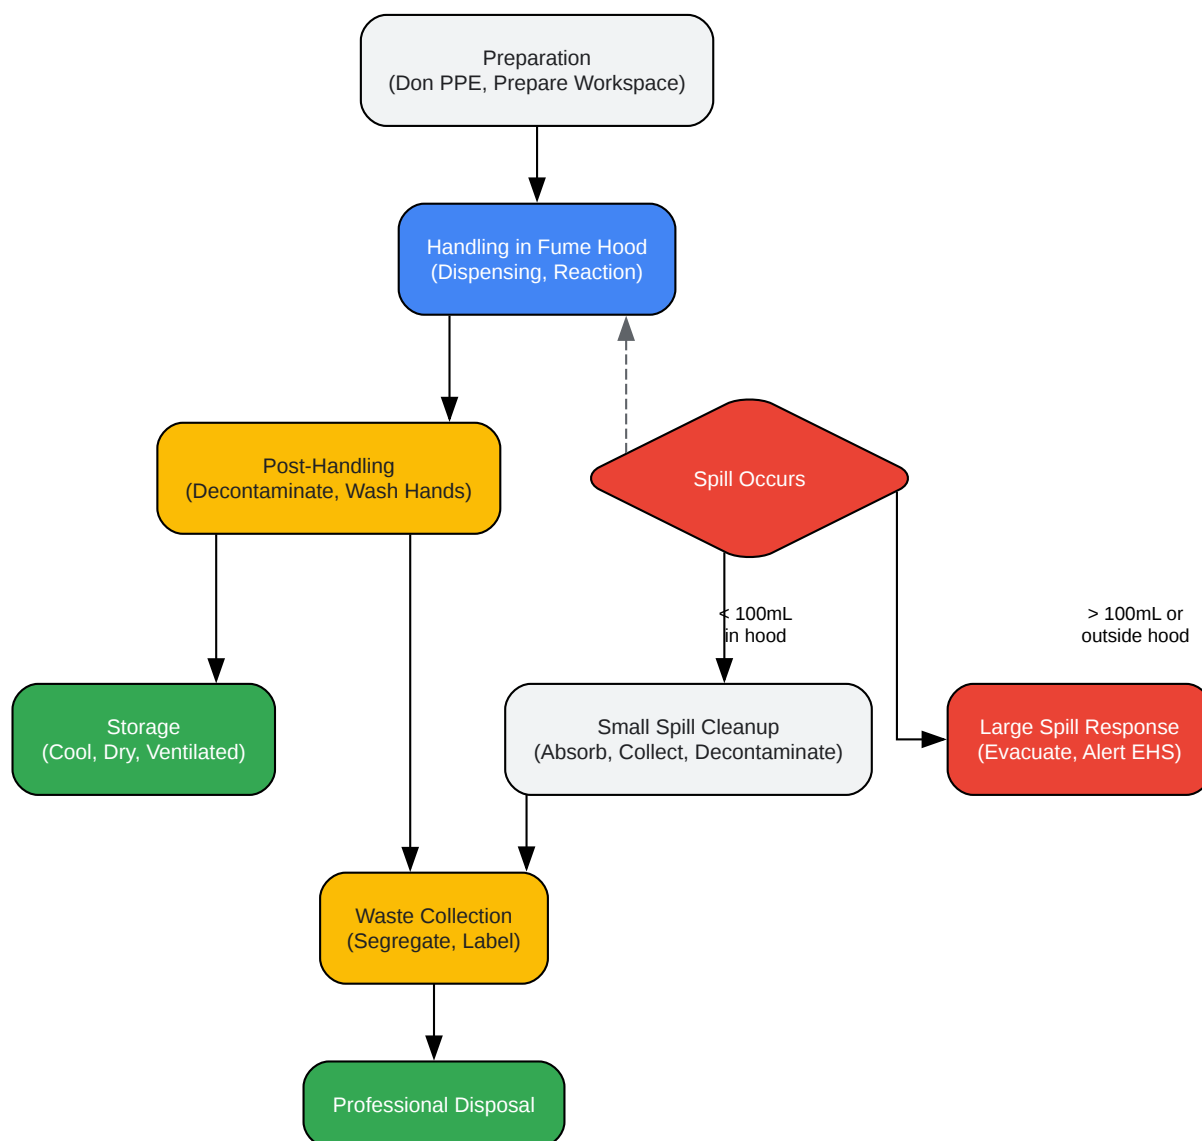 Preparation
(Don PPE, Prepare Workspace)
Handling in Fume Hood
(Dispensing, Reaction)
Post-Handling
(Decontaminate, Wash Hands)
Spill Occurs
< 100mL
in hood
> 100mL or
outside hood
Storage
(Cool, Dry, Ventilated)
Small Spill Cleanup
(Absorb, Collect, Decontaminate)
Large Spill Response
(Evacuate, Alert EHS)
Waste Collection
(Segregate, Label)
Professional Disposal